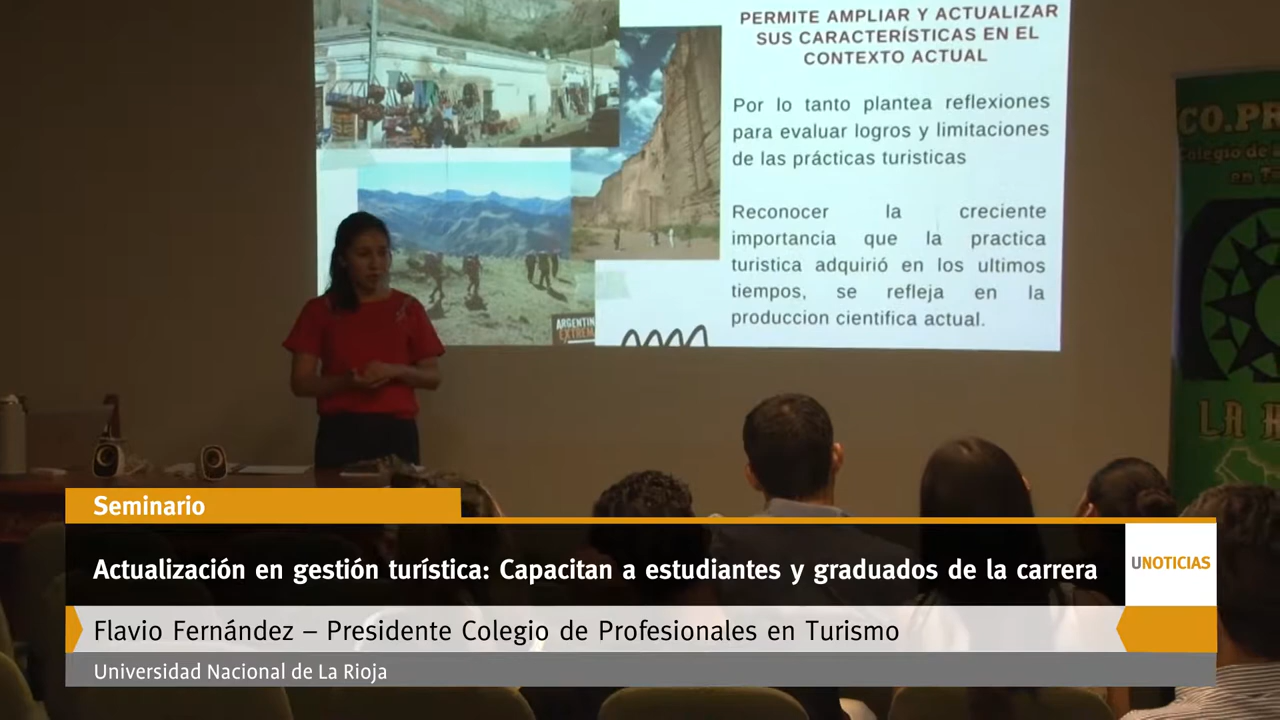 PERMITE AMPLIAR Y ACTUALIZAR
SUS CARACTERÍSTICAS EN EL
CONTEXTO ACTUAL
Por lo tanto plantea reflexiones
para evaluar logros y limitaciones
de las prácticas turisticas
Reconocer la creciente
importancia que la practica
turistica adquirió en los ultimos
tiempos, se refleja en la
produccion cientifica actual.
ARGENTINA
CO.PR
Colegio de
en
LA
Seminario
Actualización en gestión turística: Capacitan a estudiantes y graduados de la carrera
UNOTICIAS
Flavio Fernández – Presidente Colegio de Profesionales en Turismo
Universidad Nacional de La Rioja